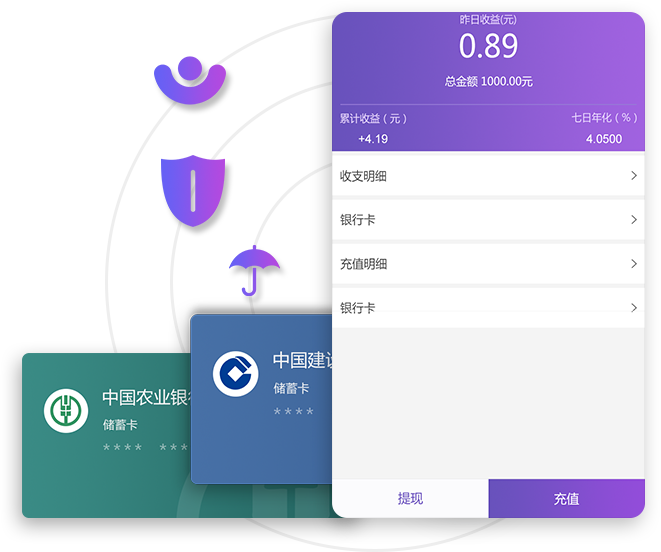 昨日收益(元)
0.89
总金额 1000.00元
累计收益（元）
七日年化（%）
+4.19
4.0500
收支明细
银行卡
充值明细
银行卡
提现
充值
中国建设
储蓄卡
****
中国农业银行
储蓄卡
**** ***